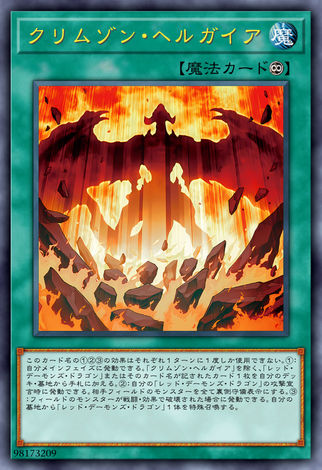 クリムゾン・ヘルガイア
魔
【魔法カード♾】
このカード名の①②③の効果はそれぞれ1ターンに1度しか使用できない。①:
自分メインフェイズに発動できる。「クリムゾン・ヘルガイア」を除く、「レッド・
デーモンズ・ドラゴン」またはそのカード名が記されたカード1枚を自分のデッ
キ・墓地から手札に加える。②:自分の「レッド・デーモンズ・ドラゴン」の攻撃宣
言時に発動できる。相手フィールドのモンスターを全て裏側守備表示にする。③
:フィールドのモンスターが戦闘・効果で破壊された場合に発動できる。自分の
墓地から「レッド・デーモンズ・ドラゴン」1体を特殊召喚する。
98173209